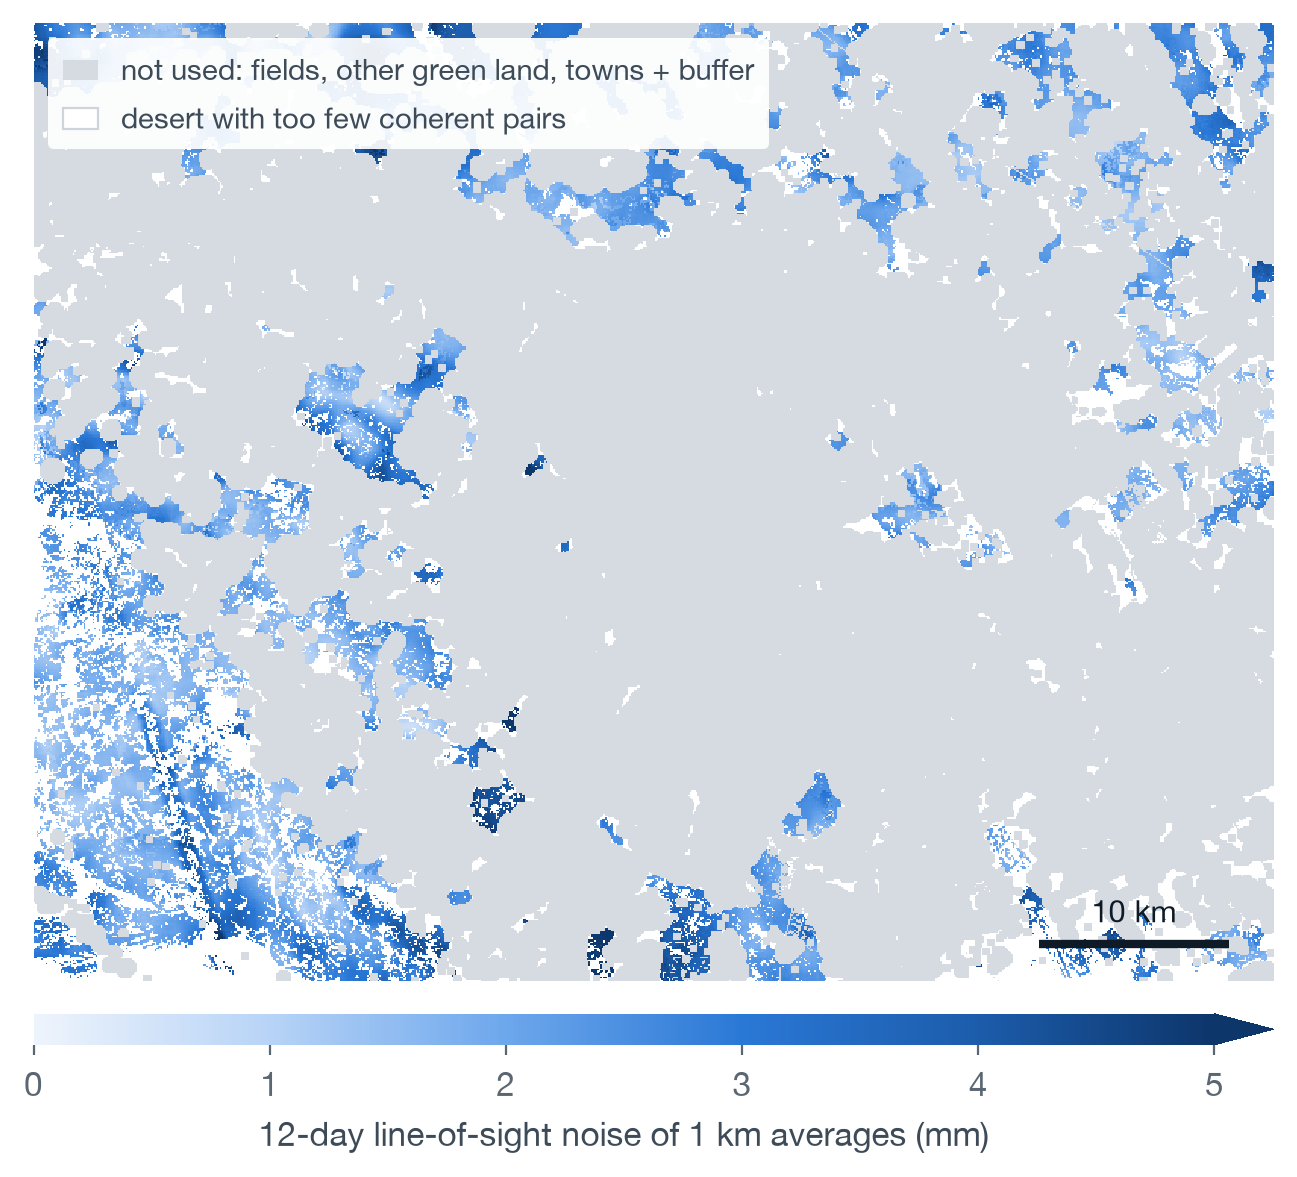 not used: fields, other green land, towns + buffer
desert with too few coherent pairs
10 km
0 1 2 3 4 5
12-day line-of-sight noise of 1 km averages (mm)